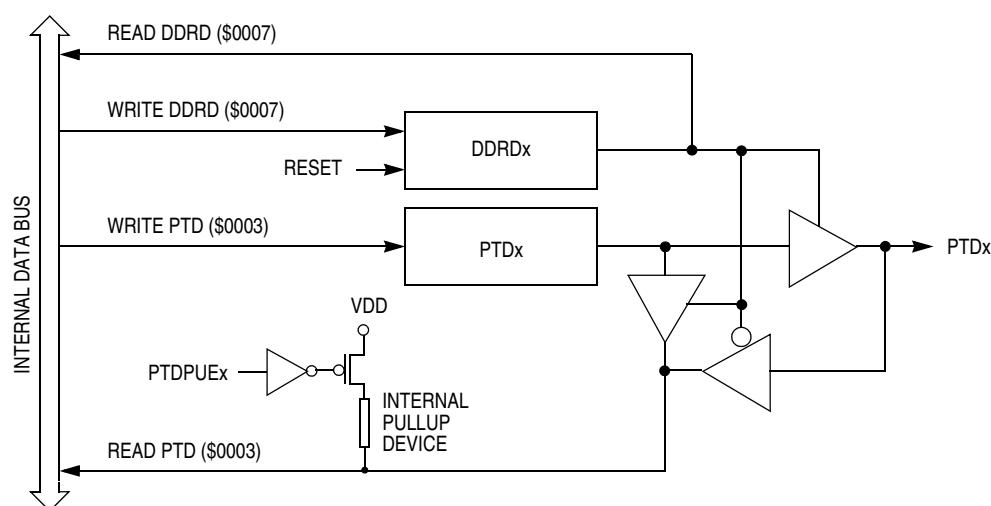 READ DDRD ($0007)
WRITE DDRD ($0007)
DDRDx
RESET
INTERNAL DATA BUS
WRITE PTD ($0003)
PTDx
PTDx
VDD
PTDPUEx
INTERNAL
PULLUP
DEVICE
READ PTD ($0003)